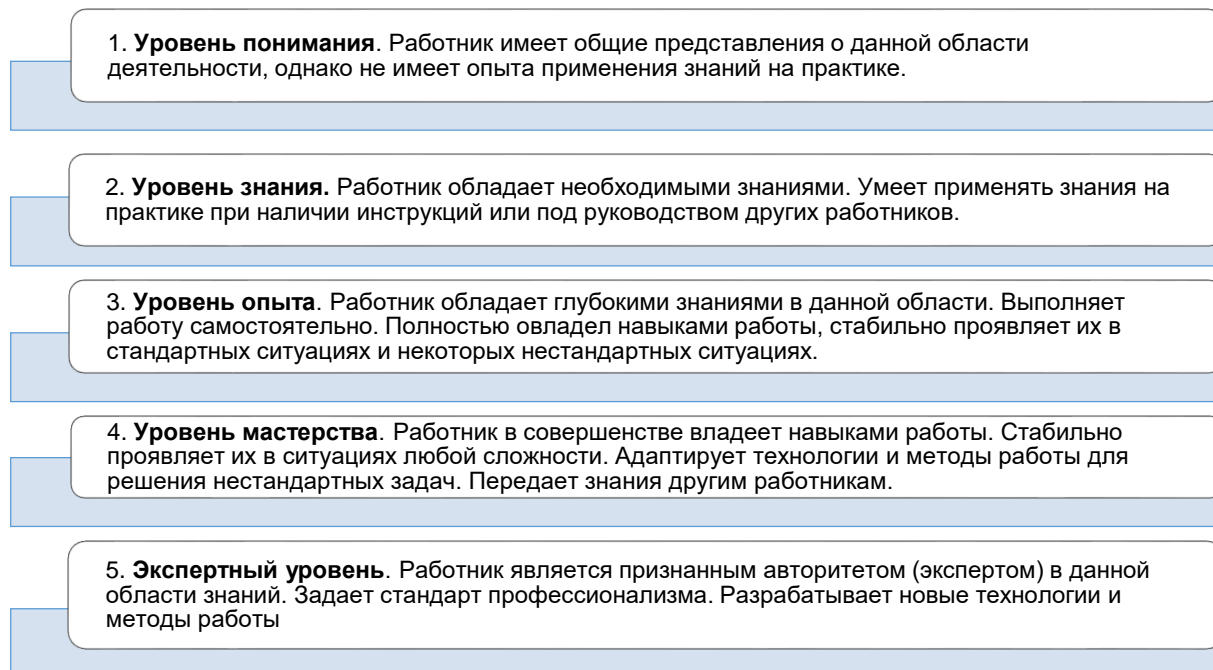 1. Уровень понимания. Работник имеет общие представления о данной области
деятельности, однако не имеет опыта применения знаний на практике.
2. Уровень знания. Работник обладает необходимыми знаниями. Умеет применять знания на
практике при наличии инструкций или под руководством других работников.
3. Уровень опыта. Работник обладает глубокими знаниями в данной области. Выполняет
работу самостоятельно. Полностью овладел навыками работы, стабильно проявляет их в
стандартных ситуациях и некоторых нестандартных ситуациях.
4. Уровень мастерства. Работник в совершенстве владеет навыками работы. Стабильно
проявляет их в ситуациях любой сложности. Адаптирует технологии и методы работы для
решения нестандартных задач. Передает знания другим работникам.
5. Экспертный уровень. Работник является признанным авторитетом (экспертом) в данной
области знаний. Задает стандарт профессионализма. Разрабатывает новые технологии и
методы работы